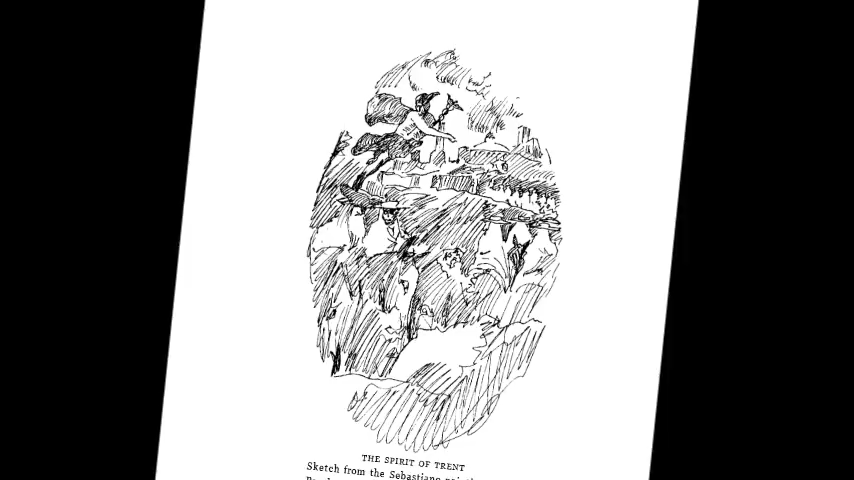 THE SPIRIT OF TRENT
Sketch from the Sebastiano